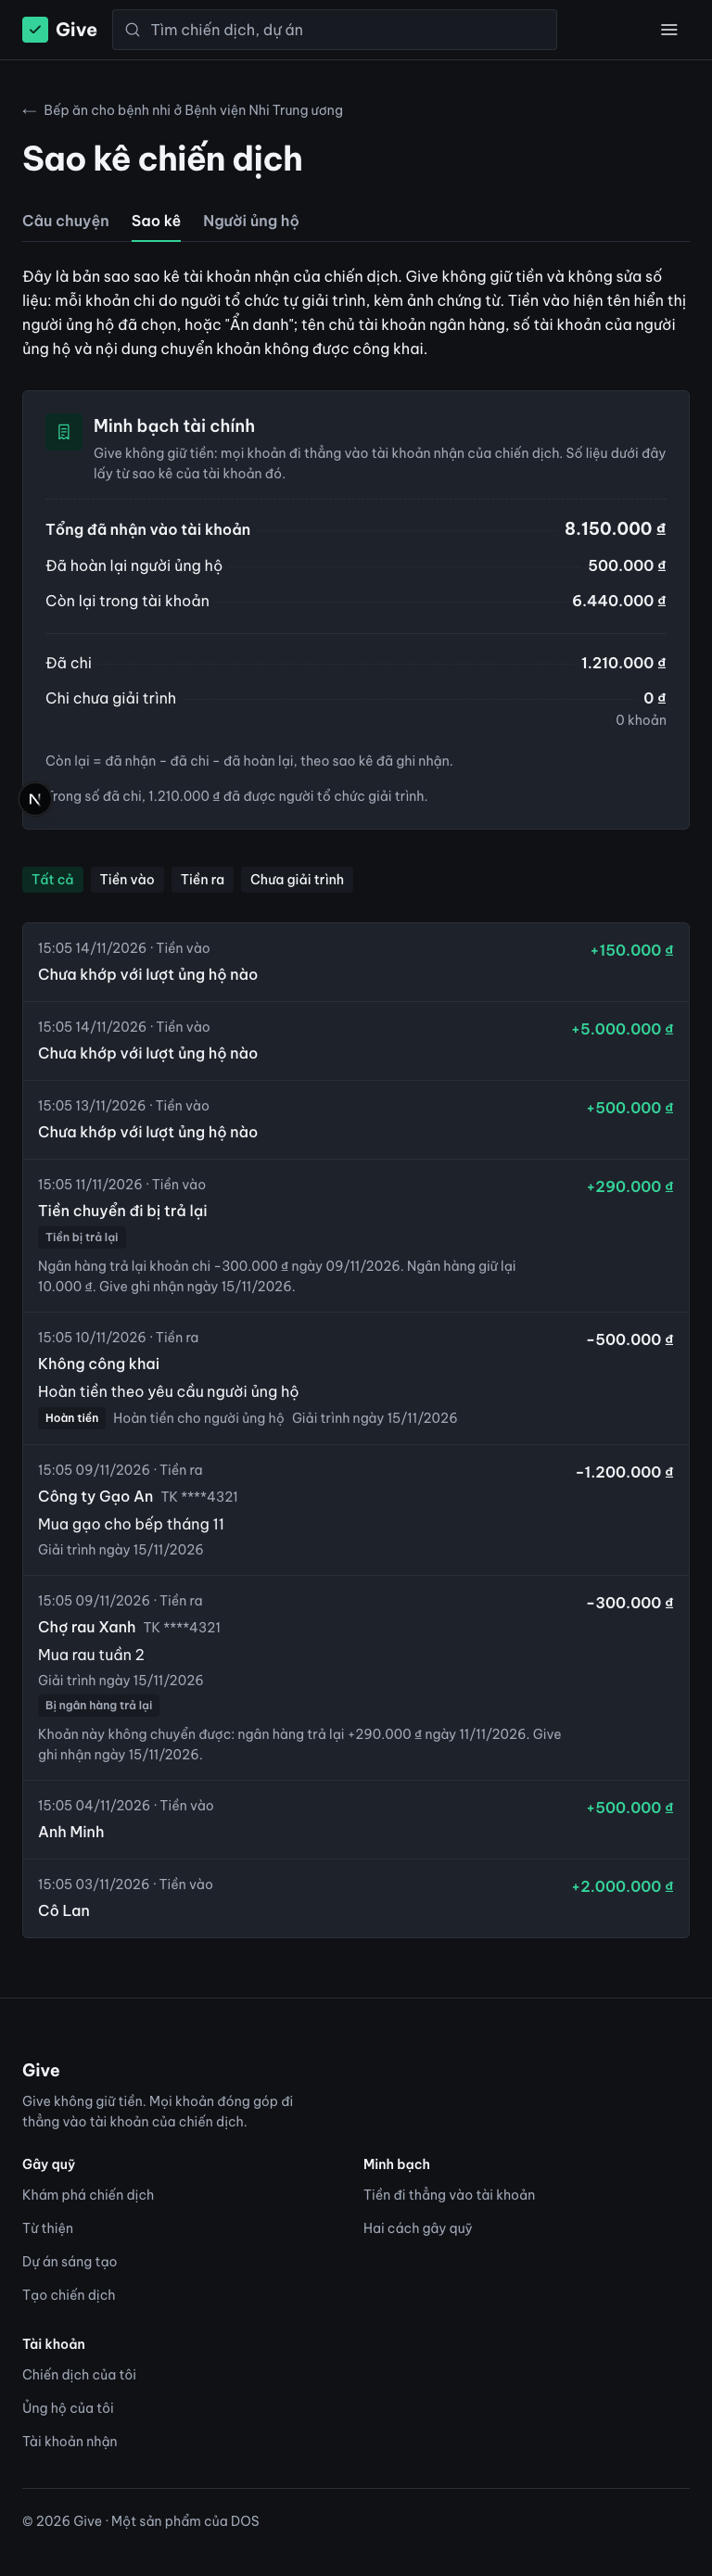 Give
Tìm chiến dịch, dự án
← Bếp ăn cho bệnh nhi ở Bệnh viện Nhi Trung ương
Sao kê chiến dịch
Câu chuyện Sao kê Người ủng hộ
Đây là bản sao sao kê tài khoản nhận của chiến dịch. Give không giữ tiền và không sửa số
liệu: mỗi khoản chi do người tổ chức tự giải trình, kèm ảnh chứng từ. Tiền vào hiện tên hiển thị
người ủng hộ đã chọn, hoặc "Ẩn danh"; tên chủ tài khoản ngân hàng, số tài khoản của người
ủng hộ và nội dung chuyển khoản không được công khai.
Minh bạch tài chính
Give không giữ tiền: mọi khoản đi thẳng vào tài khoản nhận của chiến dịch. Số liệu dưới đây
lấy từ sao kê của tài khoản đó.
Tổng đã nhận vào tài khoản 8.150.000 ₫
Đã hoàn lại người ủng hộ 500.000 ₫
Còn lại trong tài khoản 6.440.000 ₫
Đã chi 1.210.000 ₫
Chi chưa giải trình 0 ₫
0 khoản
Còn lại = đã nhận - đã chi - đã hoàn lại, theo sao kê đã ghi nhận.
N
rong số đã chi, 1.210.000 ₫ đã được người tổ chức giải trình.
Tất cả Tiền vào Tiền ra Chưa giải trình
15:05 14/11/2026 · Tiền vào +150.000 ₫
Chưa khớp với lượt ủng hộ nào
15:05 14/11/2026 · Tiền vào +5.000.000 ₫
Chưa khớp với lượt ủng hộ nào
15:05 13/11/2026 · Tiền vào +500.000 ₫
Chưa khớp với lượt ủng hộ nào
15:05 11/11/2026 · Tiền vào +290.000 ₫
Tiền chuyển đi bị trả lại
Tiền bị trả lại
Ngân hàng trả lại khoản chi -300.000 ₫ ngày 09/11/2026. Ngân hàng giữ lại
10.000 ₫. Give ghi nhận ngày 15/11/2026.
15:05 10/11/2026 · Tiền ra -500.000 ₫
Không công khai
Hoàn tiền theo yêu cầu người ủng hộ
Hoàn tiền Hoàn tiền cho người ủng hộ Giải trình ngày 15/11/2026
15:05 09/11/2026 · Tiền ra -1.200.000 ₫
Công ty Gạo An TK ****4321
Mua gạo cho bếp tháng 11
Giải trình ngày 15/11/2026
15:05 09/11/2026 · Tiền ra -300.000 ₫
Chợ rau Xanh TK ****4321
Mua rau tuần 2
Giải trình ngày 15/11/2026
Bị ngân hàng trả lại
Khoản này không chuyển được: ngân hàng trả lại +290.000 ₫ ngày 11/11/2026. Give
ghi nhận ngày 15/11/2026.
15:05 04/11/2026 · Tiền vào +500.000 ₫
Anh Minh
15:05 03/11/2026 · Tiền vào +2.000.000 ₫
Cô Lan
Give
Give không giữ tiền. Mọi khoản đóng góp đi
thẳng vào tài khoản của chiến dịch.
Gây quỹ
Khám phá chiến dịch
Từ thiện
Dự án sáng tạo
Tạo chiến dịch
Minh bạch
Tiền đi thẳng vào tài khoản
Hai cách gây quỹ
Tài khoản
Chiến dịch của tôi
Ủng hộ của tôi
Tài khoản nhận
© 2026 Give · Một sản phẩm của DOS